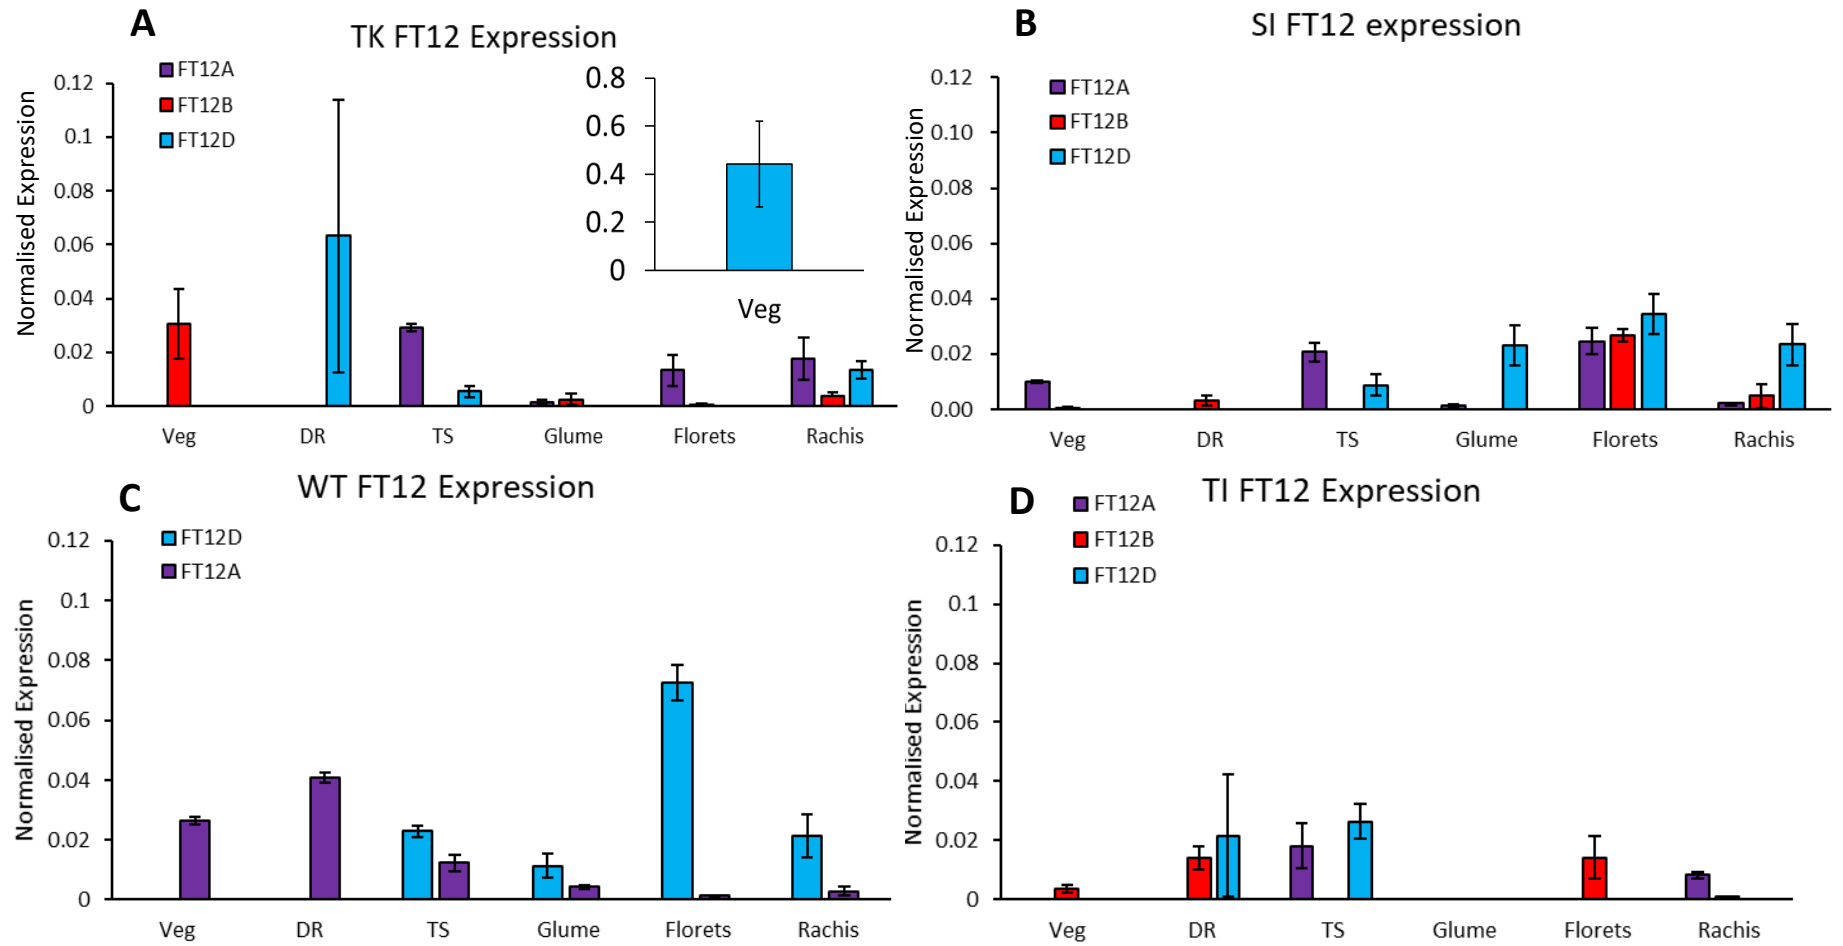 A
TK FT12 Expression
FT12A
FT12B
FT12D
Normalised Expression
0.12
0.1
0.08
0.06
0.04
0.02
0
Veg DR TS Glume Florets Rachis
0.8
0.6
0.4
0.2
0
Veg
B
SI FT12 expression
FT12A
FT12B
FT12D
Normalised Expression
0.12
0.10
0.08
0.06
0.04
0.02
0.00
Veg DR TS Glume Florets Rachis
C
WT FT12 Expression
FT12D
FT12A
Normalised Expression
0.12
0.1
0.08
0.06
0.04
0.02
0
Veg DR TS Glume Florets Rachis
D
TI FT12 Expression
FT12A
FT12B
FT12D
Normalised Expression
0.12
0.1
0.08
0.06
0.04
0.02
0
Veg DR TS Glume Florets Rachis